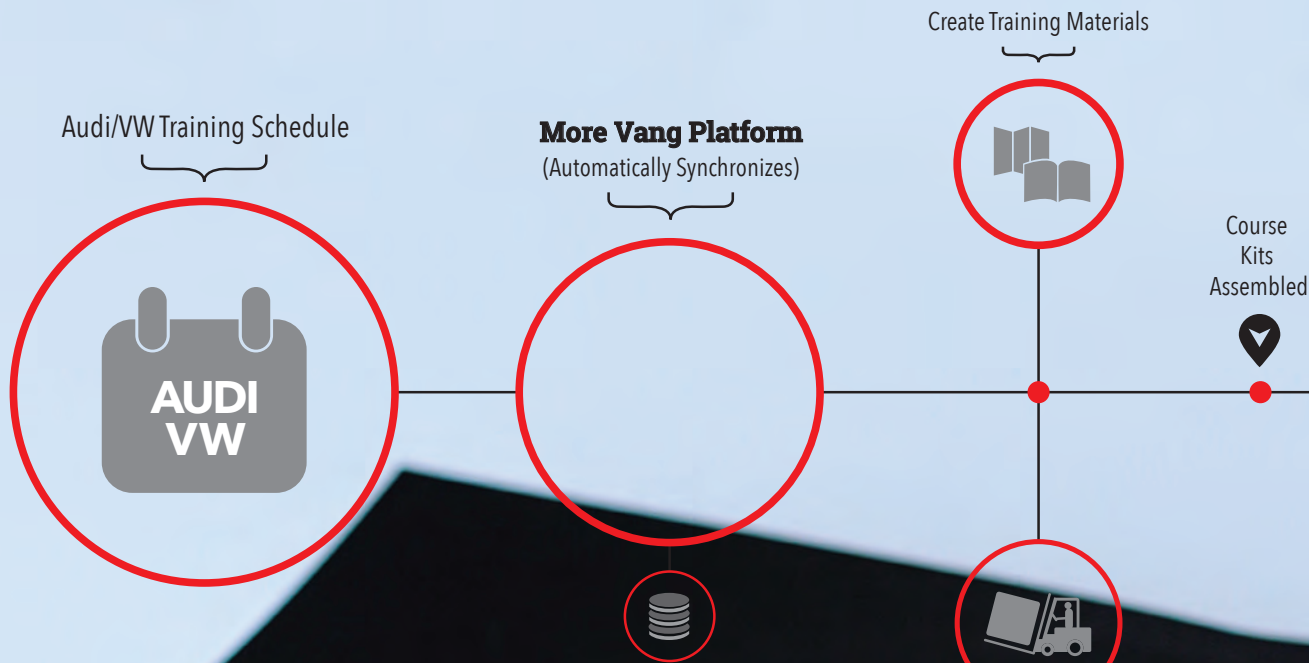 Create Training Materials
Audi/VW Training Schedule
More Vang Platform
(Automatically Synchronizes)
Course
Kits
Assembled
AUDI
VW